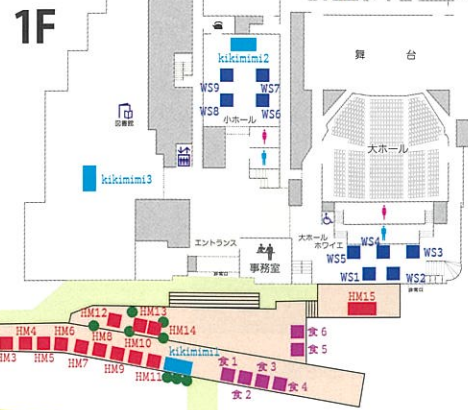 1F
舞 台
kikimimi2
WS9
WS7
WS8
WS6
小ホール
図書館
大ホール
kikimimi3
エントランス
事務室
大ホール
ホワイエ
WS4
WS3
WS5
WS1
WS2
HM15
HM13
HM12
HM14
HM4
HM6
HM8
HM10
HM3
HM5
HM7
HM9
HM11
kikimimi1
食6
食5
食1
食3
食4
食2